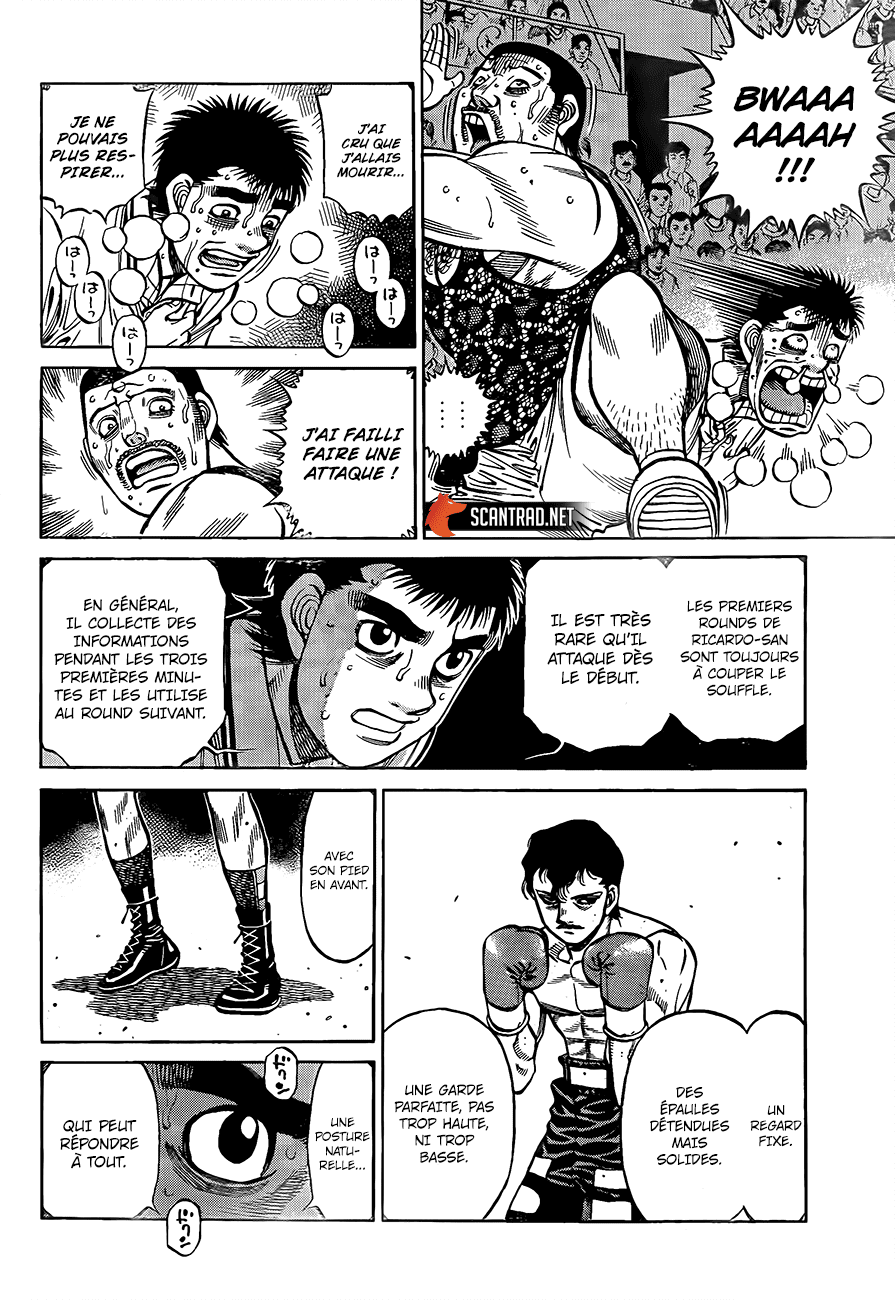 BWAAA
AAAAH
!!!
......
J'AI
CRU QUE
J'ALLAIS
MOURIR...
JE NE
POUVAIS
PLUS RES-
PIRER...
はーっ
はーっ
はーっ
はーっ
はーっ
はーっ
J'AI FAILLI
FAIRE UNE
ATTAQUE !
SCANTRAD.NET
LES PREMIERS
ROUNDS DE
RICARDO-SAN
SONT TOUJOURS
À COUPER LE
SOUFFLE.
IL EST TRÈS
RARE QU'IL
ATTAQUE DÈS
LE DÉBUT.
EN GÉNÉRAL,
IL COLLECTE DES
INFORMATIONS
PENDANT LES TROIS
PREMIÈRES MINU-
TES ET LES UTILISE
AU ROUND SUIVANT.
UN
REGARD
FIXE.
DES
ÉPAULES
DÉTENDUES
MAIS
SOLIDES.
UNE GARDE
PARFAITE, PAS
TROP HAUTE,
NI TROP
BASSE.
AVEC
SON PIED
EN AVANT.
UNE
POSTURE
NATU-
RELLE...
QUI PEUT
RÉPONDRE
À TOUT.